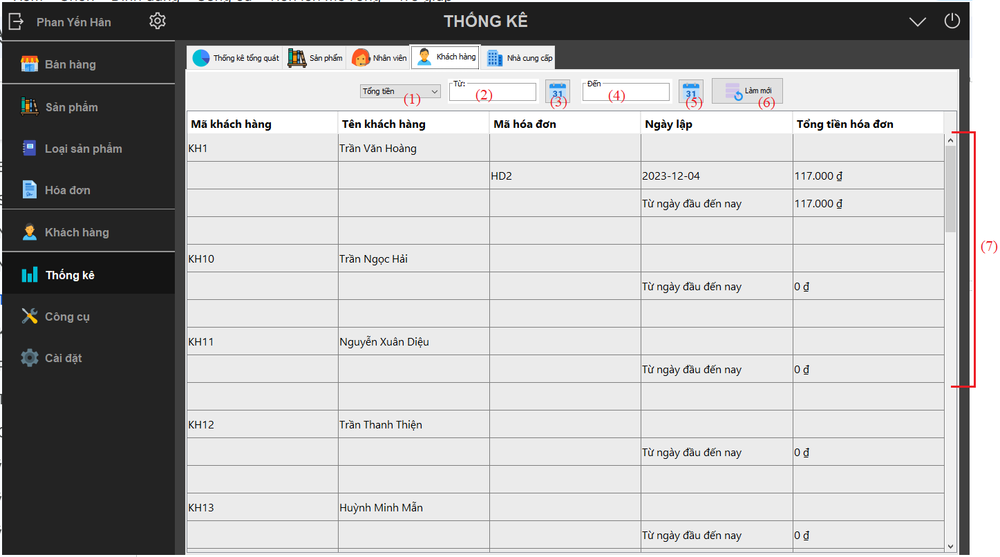 Phan Yến Hân
THỐNG KÊ
Bán hàng
Sản phẩm
Loại sản phẩm
Hóa đơn
Khách hàng
Thống kê
Công cụ
Cài đặt
Thống kê tổng quát Sản phẩm Nhân viên Khách hàng Nhà cung cấp
Tổng tiền (1) Từ: (2) 31 (3) Đến (4) 31 (5) Làm mới (6)
Mã khách hàng Tên khách hàng Mã hóa đơn Ngày lập Tổng tiền hóa đơn
KH1 Trần Văn Hoàng
HD2 2023-12-04 117.000 ₫
Từ ngày đầu đến nay 117.000 ₫
KH10 Trần Ngọc Hải
Từ ngày đầu đến nay 0 ₫
KH11 Nguyễn Xuân Diệu
Từ ngày đầu đến nay 0 ₫
KH12 Trần Thanh Thiện
Từ ngày đầu đến nay 0 ₫
KH13 Huỳnh Minh Mẫn
Từ ngày đầu đến nay 0 ₫
(7)